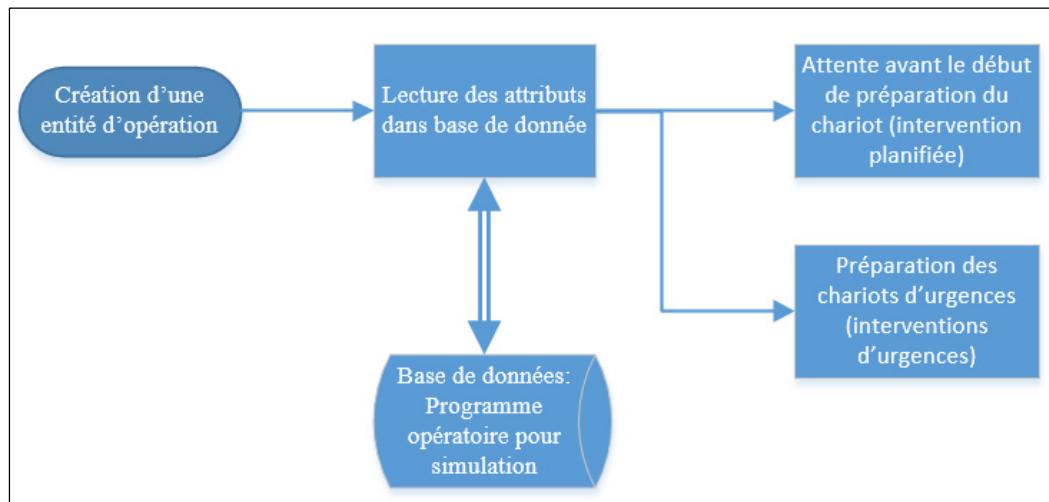 Création d’une
entité d’opération
Lecture des attributs
dans base de donnée
Attente avant le début
de préparation du
chariot (intervention
planifiée)
Préparation des
chariots d’urgences
(interventions
d’urgences)
Base de données:
Programme
opératoire pour
simulation